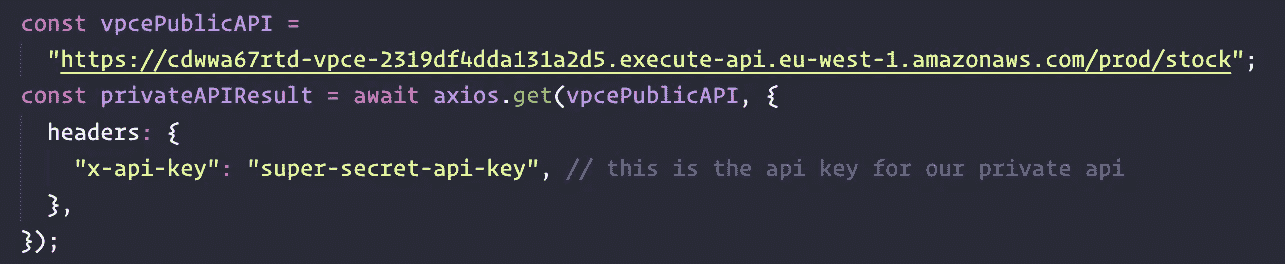 const vpcePublicAPI =
"https://cdwwa67rtd-vpce-2319df4dda131a2d5.execute-api.eu-west-1.amazonaws.com/prod/stock";
const privateAPIResult = await axios.get(vpcePublicAPI, {
headers: {
"x-api-key": "super-secret-api-key", // this is the api key for our private api
},
});